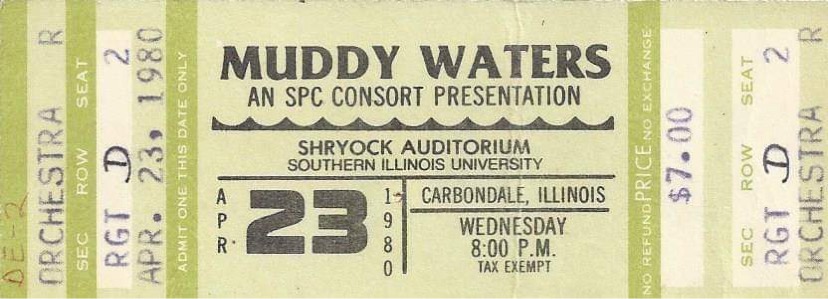 DE-2
ORCHESTRA R
SEC ROW SEAT
RGT D 2
APR. 23, 1980
ADMIT ONE THIS DATE ONLY
MUDDY WATERS
AN SPC CONSORT PRESENTATION
SHRYOCK AUDITORIUM
SOUTHERN ILLINOIS UNIVERSITY
APR 23 1980
CARBONDALE, ILLINOIS
WEDNESDAY
8:00 P.M.
TAX EXEMPT
NO REFUND PRICE NO EXCHANGE
$7.00
SEC ROW SEAT
RGT D 2
ORCHESTRA R